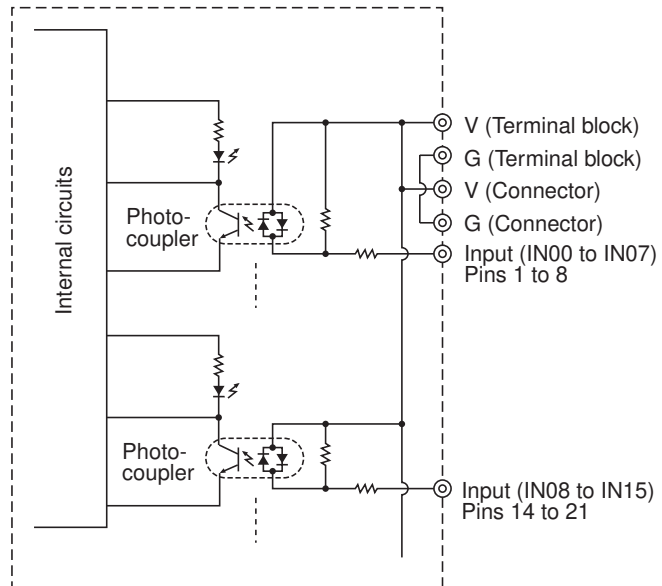 Internal circuits
Photo-
coupler
V (Terminal block)
G (Terminal block)
V (Connector)
G (Connector)
Input (IN00 to IN07)
Pins 1 to 8
Photo-
coupler
Input (IN08 to IN15)
Pins 14 to 21